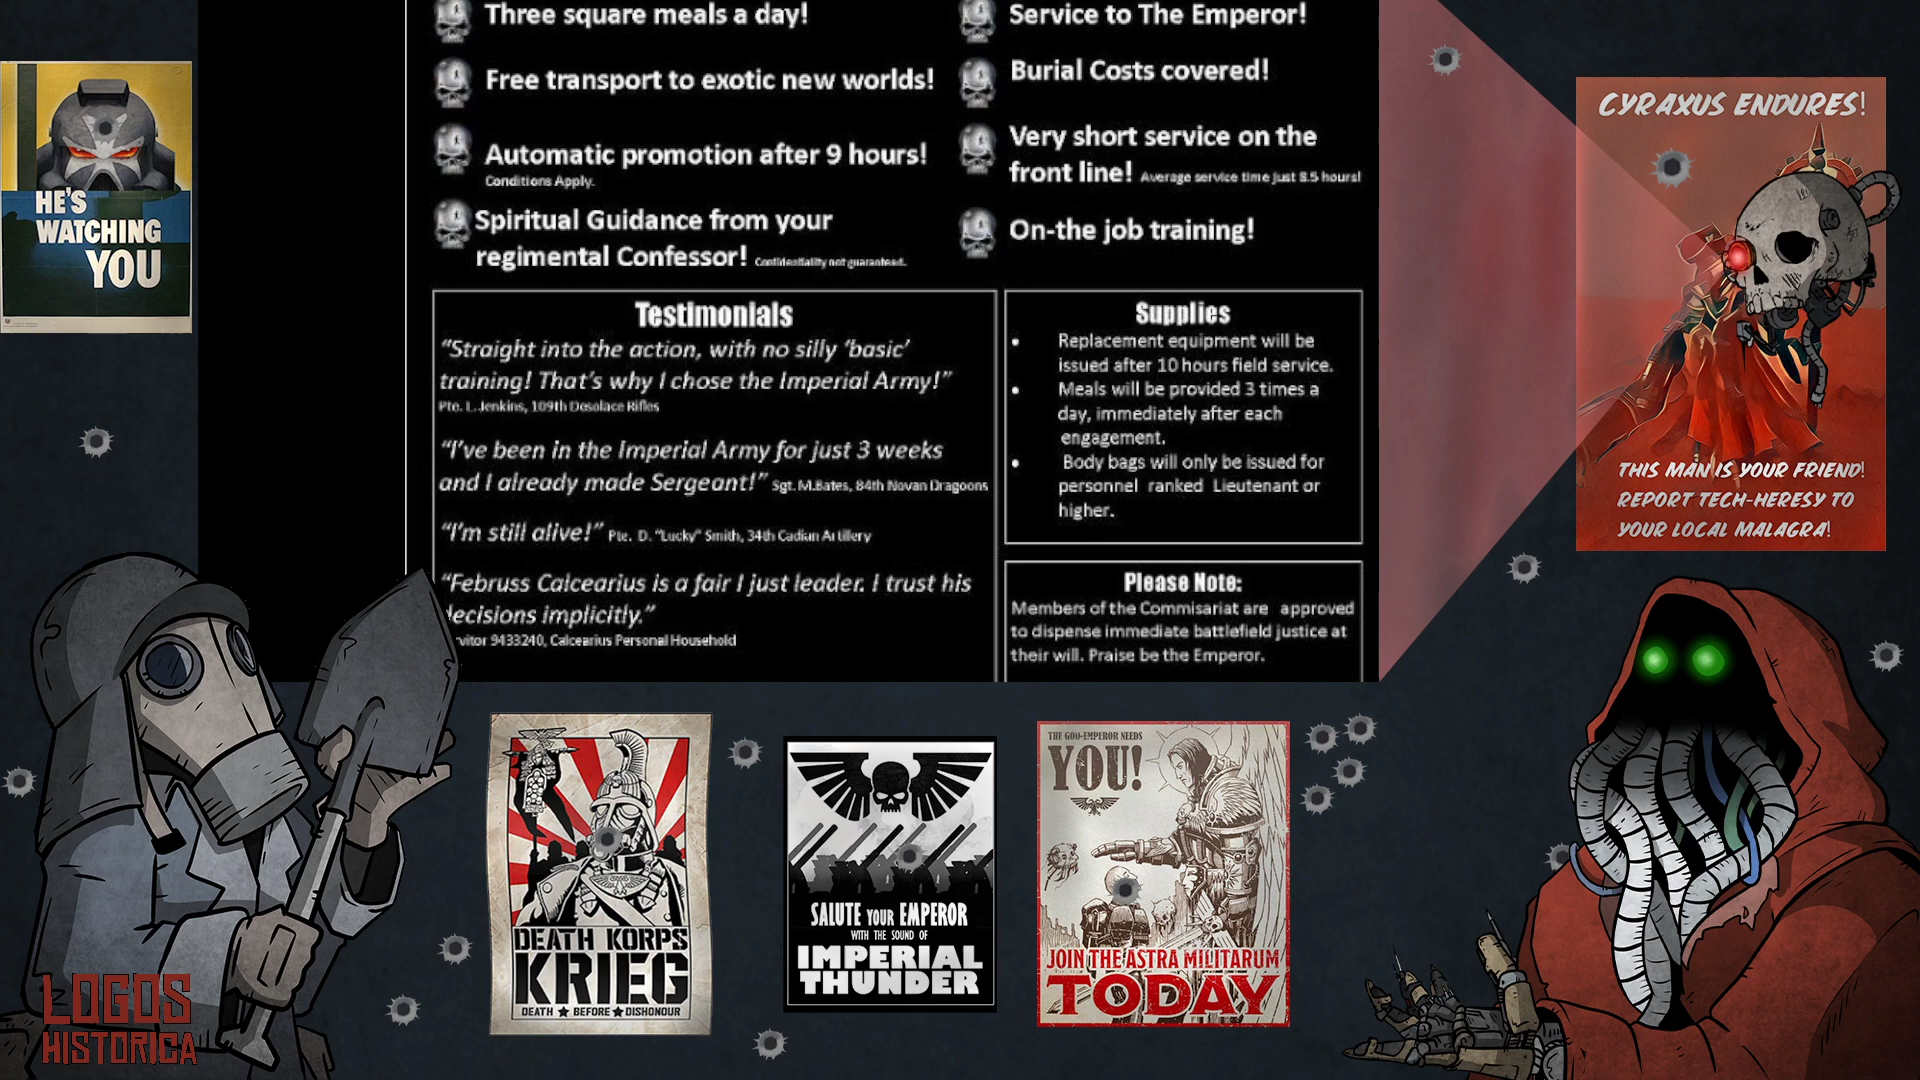 Three square meals a day!
Free transport to exotic new worlds!
Automatic promotion after 9 hours!
Conditions Apply.
Spiritual Guidance from your
regimental Confessor! Confidentiality not guaranteed.
Service to The Emperor!
Burial Costs covered!
Very short service on the
front line! Average service time just 8.5 hours!
On-the job training!
Testimonials
“Straight into the action, with no silly ‘basic’
training! That’s why I chose the Imperial Army!”
Pte. L. Jenkins, 109th Desolace Rifles
“I’ve been in the Imperial Army for just 3 weeks
and I already made Sergeant!” Sgt. M.Bates, 84th Novan Dragoons
“I’m still alive!” Pte. D. “Lucky” Smith, 34th Cadian Artillery
“Februss Calcearius is a fair I just leader. I trust his
decisions implicitly.”
rvitor 9433240, Calcearius Personal Household
Supplies
• Replacement equipment will be
issued after 10 hours field service.
• Meals will be provided 3 times a
day, immediately after each
engagement.
• Body bags will only be issued for
personnel ranked Lieutenant or
higher.
Please Note:
Members of the Commisariat are approved
to dispense immediate battlefield justice at
their will. Praise be the Emperor.
HE'S
WATCHING
YOU
CYRAXUS ENDURES!
THIS MAN IS YOUR FRIEND!
REPORT TECH-HERESY TO
YOUR LOCAL MALAGRA!
DEATH KORPS
KRIEG
DEATH ★ BEFORE ★ DISHONOUR
SALUTE YOUR EMPEROR
WITH THE SOUND OF
IMPERIAL
THUNDER
THE GOD-EMPEROR NEEDS
YOU!
JOIN THE ASTRA MILITARUM
TODAY
LOGOS
HISTORICA